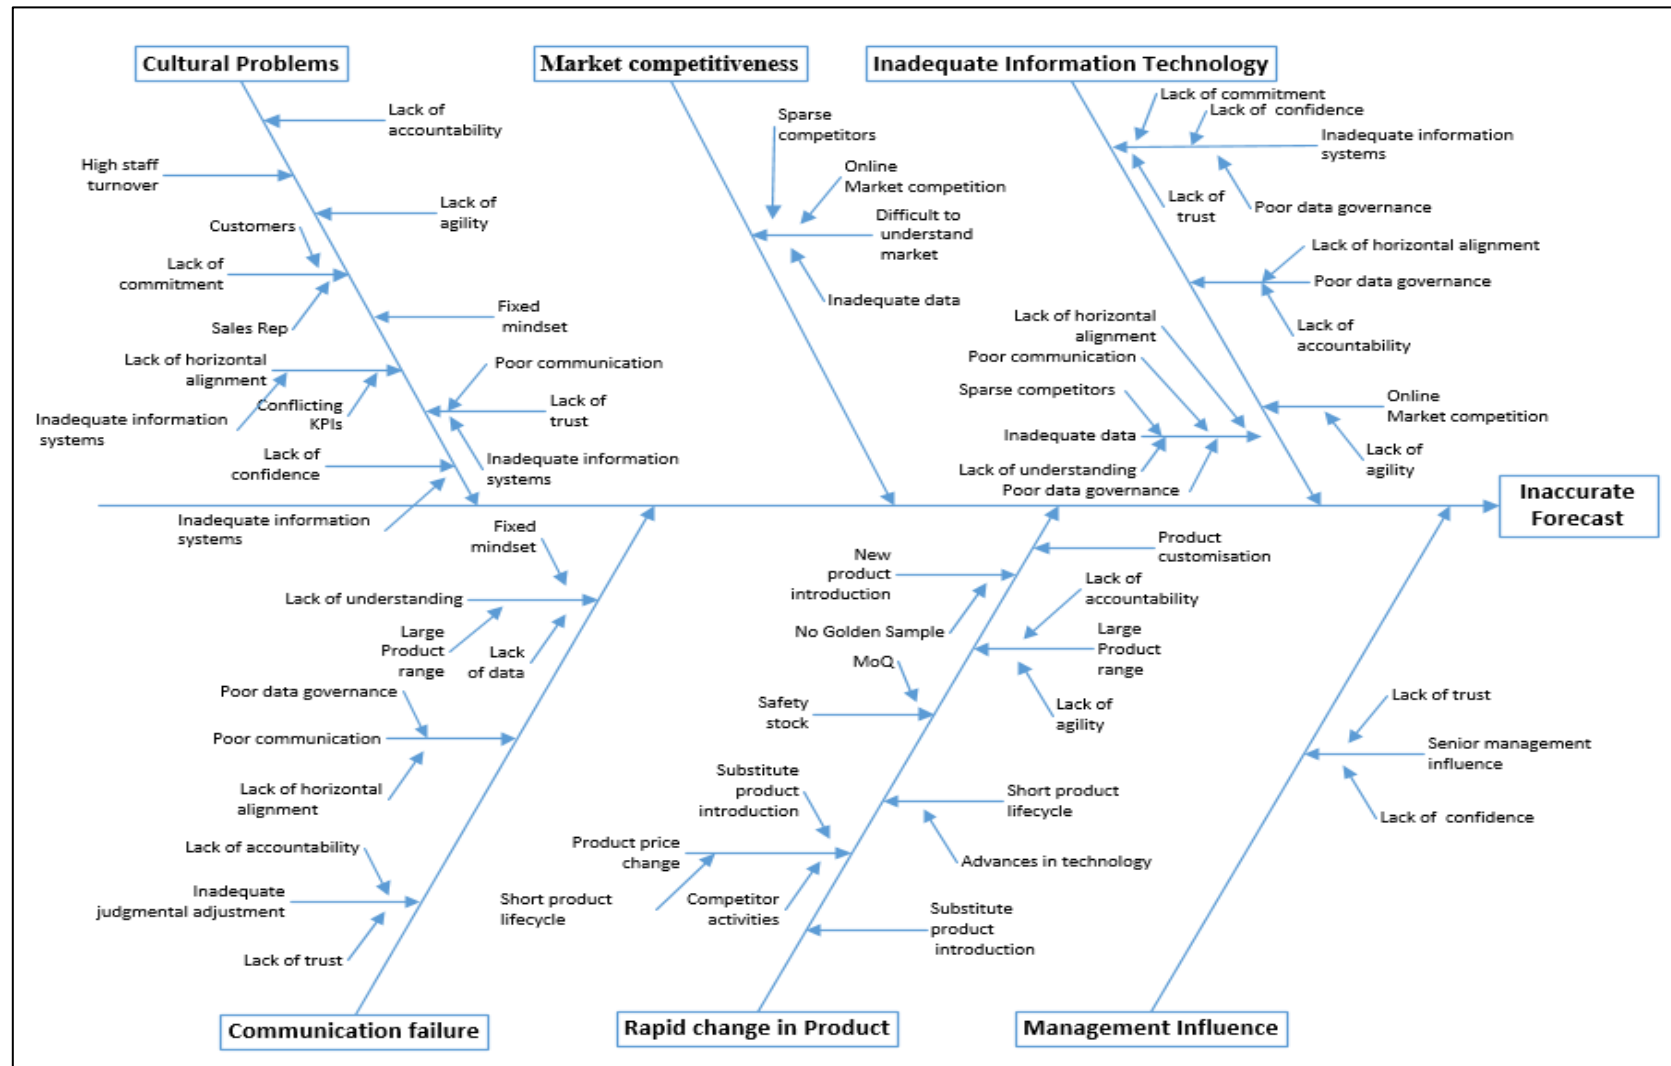 Cultural Problems
Market competitiveness
Inadequate Information Technology
Lack of
accountability
High staff
turnover
Lack of
agility
Customers
Lack of
commitment
Sales Rep
Fixed
mindset
Lack of horizontal
alignment
Inadequate information
systems
Conflicting
KPIs
Poor communication
Lack of
trust
Inadequate information
systems
Lack of
confidence
Inadequate information
systems
Sparse
competitors
Online
Market competition
Difficult to
understand
market
Inadequate data
Lack of commitment
Lack of confidence
Inadequate information
systems
Lack of
trust
Poor data governance
Lack of horizontal alignment
Poor data governance
Lack of
accountability
Lack of horizontal
alignment
Poor communication
Sparse competitors
Inadequate data
Lack of understanding
Poor data governance
Online
Market competition
Lack of
agility
Inaccurate
Forecast
Fixed
mindset
Lack of understanding
Large
Product
range
Lack
of data
Poor data governance
Poor communication
Lack of horizontal
alignment
Lack of accountability
Inadequate
judgmental adjustment
Lack of trust
Product
customisation
New
product
introduction
No Golden Sample
Lack of
accountability
Large
Product
range
Lack of
agility
MoQ
Safety
stock
Substitute
product
introduction
Product price
change
Short product
lifecycle
Competitor
activities
Short product
lifecycle
Advances in technology
Substitute
product
introduction
Lack of trust
Senior management
influence
Lack of confidence
Communication failure
Rapid change in Product
Management Influence